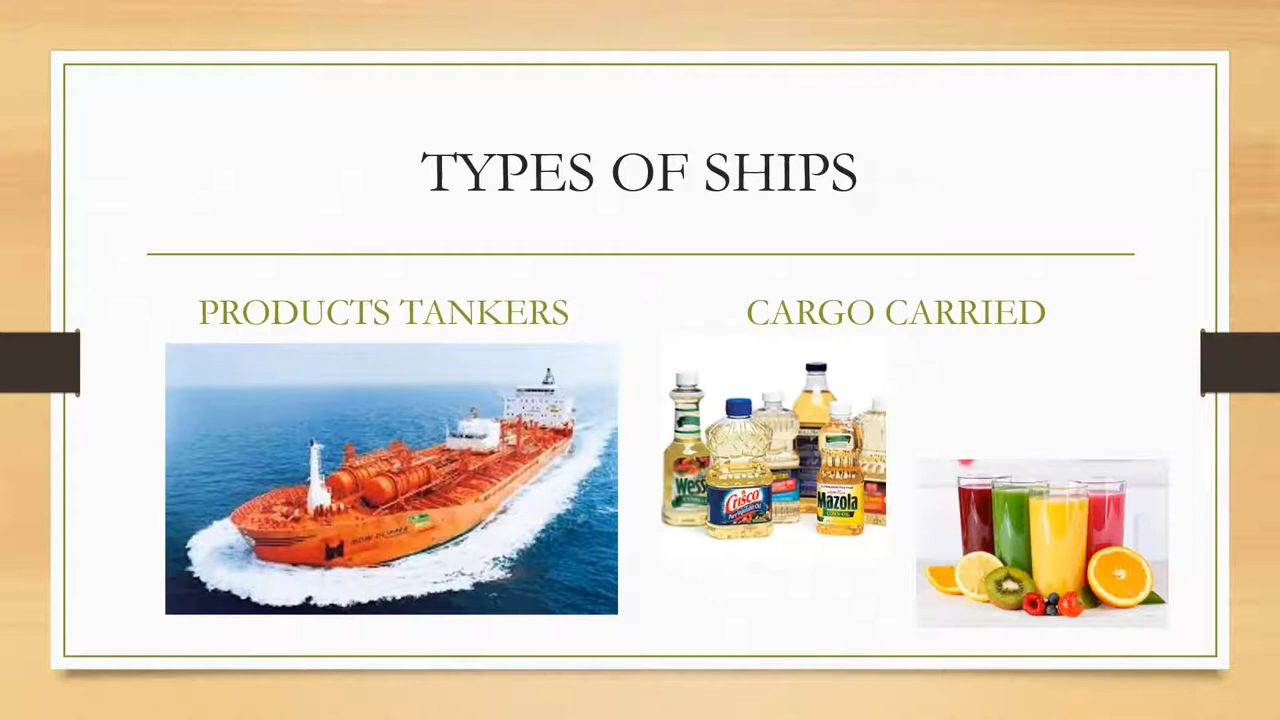 TYPES OF SHIPS
PRODUCTS TANKERS
CARGO CARRIED
Crisco
Mazola